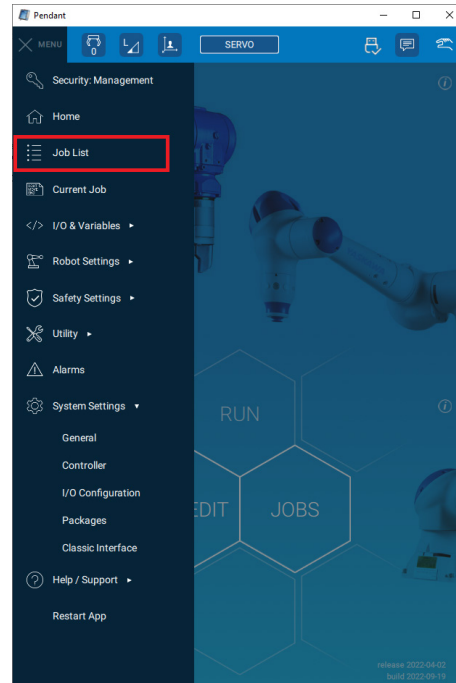 Pendant
MENU
0
SERVO
Security: Management
Home
Job List
Current Job
</> I/O & Variables
Robot Settings
Safety Settings
Utility
Alarms
System Settings
General
Controller
I/O Configuration
Packages
Classic Interface
Help / Support
Restart App
RUN
EDIT
JOBS
release 2022-04-02
build 2022-09-19